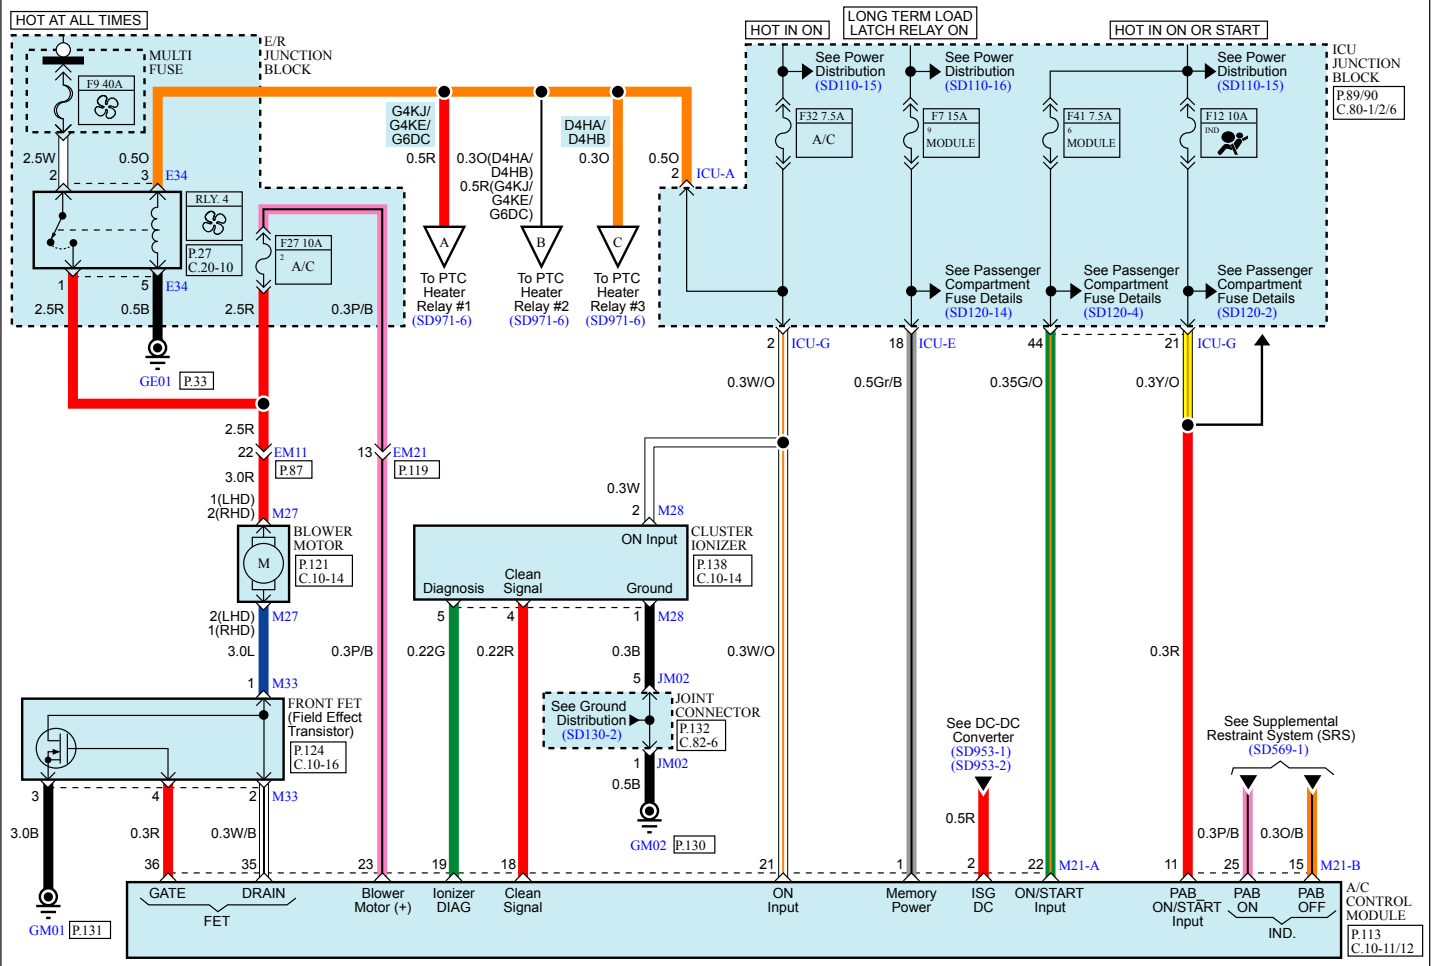 HOT AT ALL TIMES
HOT IN ON
LONG TERM LOAD
LATCH RELAY ON
HOT IN ON OR START
E/R
JUNCTION
BLOCK
MULTI
FUSE
F9 40A
2.5W
0.5O
2
3
E34
RLY. 4
P.27
C.20-10
F27 10A
2
A/C
1
5
E34
2.5R
0.5B
2.5R
0.3P/B
GE01
P.33
G4KJ/
G4KE/
G6DC
0.5R
0.3O(D4HA/
D4HB)
0.5R(G4KJ/
G4KE/
G6DC)
D4HA/
D4HB
0.3O
0.5O
2
ICU-A
A
B
C
To PTC
Heater
Relay #1
(SD971-6)
To PTC
Heater
Relay #2
(SD971-6)
To PTC
Heater
Relay #3
(SD971-6)
See Power
Distribution
(SD110-15)
See Power
Distribution
(SD110-16)
See Power
Distribution
(SD110-15)
ICU
JUNCTION
BLOCK
P.89/90
C.80-1/2/6
F32 7.5A
A/C
F7 15A
9
MODULE
F41 7.5A
6
MODULE
F12 10A
IND
See Passenger
Compartment
Fuse Details
(SD120-14)
See Passenger
Compartment
Fuse Details
(SD120-4)
See Passenger
Compartment
Fuse Details
(SD120-2)
2
ICU-G
18
ICU-E
44
21
ICU-G
0.3W/O
0.5Gr/B
0.35G/O
0.3Y/O
2.5R
22
EM11
P.87
13
EM21
P.119
3.0R
1(LHD)
2(RHD)
M27
BLOWER
MOTOR
P.121
C.10-14
M
2(LHD)
1(RHD)
M27
3.0L
0.3P/B
1
M33
FRONT FET
(Field Effect
Transistor)
P.124
C.10-16
3
4
2
M33
3.0B
0.3R
0.3W/B
GM01
P.131
0.3W
2
M28
ON Input
CLUSTER
IONIZER
P.138
C.10-14
Diagnosis
Clean
Signal
Ground
5
4
1
M28
0.22G
0.22R
0.3B
0.3W/O
0.3R
5
JM02
See Ground
Distribution
(SD130-2)
JOINT
CONNECTOR
P.132
C.82-6
1
JM02
0.5B
GM02
P.130
See DC-DC
Converter
(SD953-1)
(SD953-2)
0.5R
See Supplemental
Restraint System (SRS)
(SD569-1)
0.3P/B
0.3O/B
36
35
23
19
18
21
1
2
22
M21-A
11
25
15
M21-B
GATE
DRAIN
FET
Blower
Motor (+)
Ionizer
DIAG
Clean
Signal
ON
Input
Memory
Power
ISG
DC
ON/START
Input
PAB
ON/START
Input
PAB
ON
PAB
OFF
IND.
A/C
CONTROL
MODULE
P.113
C.10-11/12